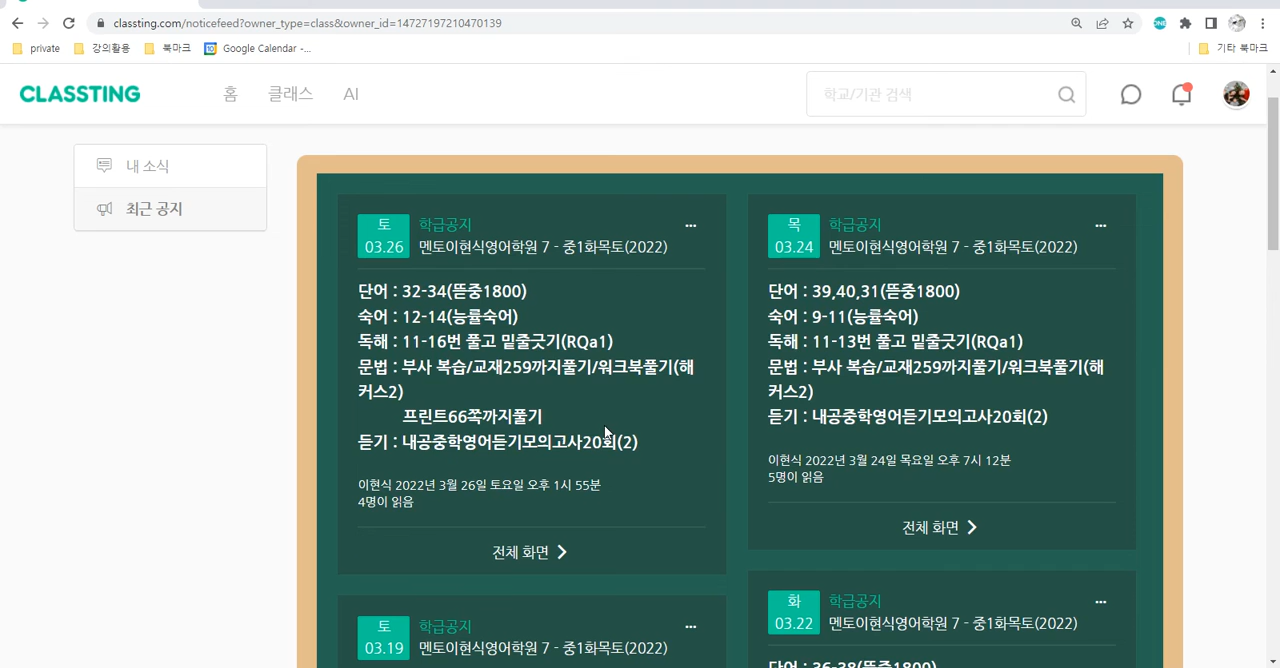 classting.com/noticefeed?owner_type=class&owner_id=14727197210470139
private
강의활용
북마크
Google Calendar -...
기타 북마크
CLASSTING
홈
클래스
AI
학교/기관 검색
내 소식
최근 공지
토
03.26
학급공지
멘토이현식영어학원 7 - 중1화목토(2022)
단어 : 32-34(뜯중1800)
숙어 : 12-14(능률숙어)
독해 : 11-16번 풀고 밑줄긋기(RQa1)
문법 : 부사 복습/교재259까지풀기/워크북풀기(해
커스2)
프린트66쪽까지풀기
듣기 : 내공중학영어듣기모의고사20회(2)
이현식 2022년 3월 26일 토요일 오후 1시 55분
4명이 읽음
전체 화면
목
03.24
학급공지
멘토이현식영어학원 7 - 중1화목토(2022)
단어 : 39,40,31(뜯중1800)
숙어 : 9-11(능률숙어)
독해 : 11-13번 풀고 밑줄긋기(RQa1)
문법 : 부사 복습/교재259까지풀기/워크북풀기(해
커스2)
듣기 : 내공중학영어듣기모의고사20회(2)
이현식 2022년 3월 24일 목요일 오후 7시 12분
5명이 읽음
전체 화면
토
03.19
학급공지
멘토이현식영어학원 7 - 중1화목토(2022)
화
03.22
학급공지
멘토이현식영어학원 7 - 중1화목토(2022)
단어 : 36-38(뜯중1800)